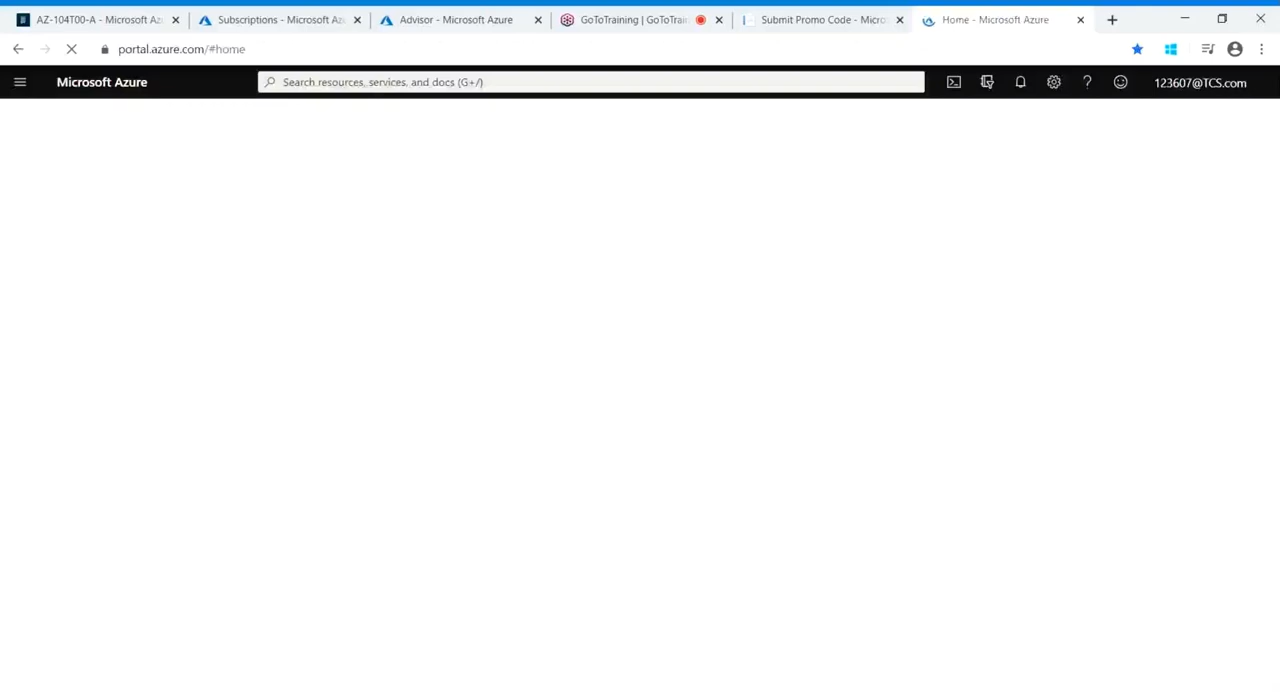 AZ-104T00-A - Microsoft Az
Subscriptions - Microsoft Az
Advisor - Microsoft Azure
GoToTraining | GoToTrai
Submit Promo Code - Micro
Home - Microsoft Azure
portal.azure.com/#home
Microsoft Azure
Search resources, services, and docs (G+/)
123607@TCS.com